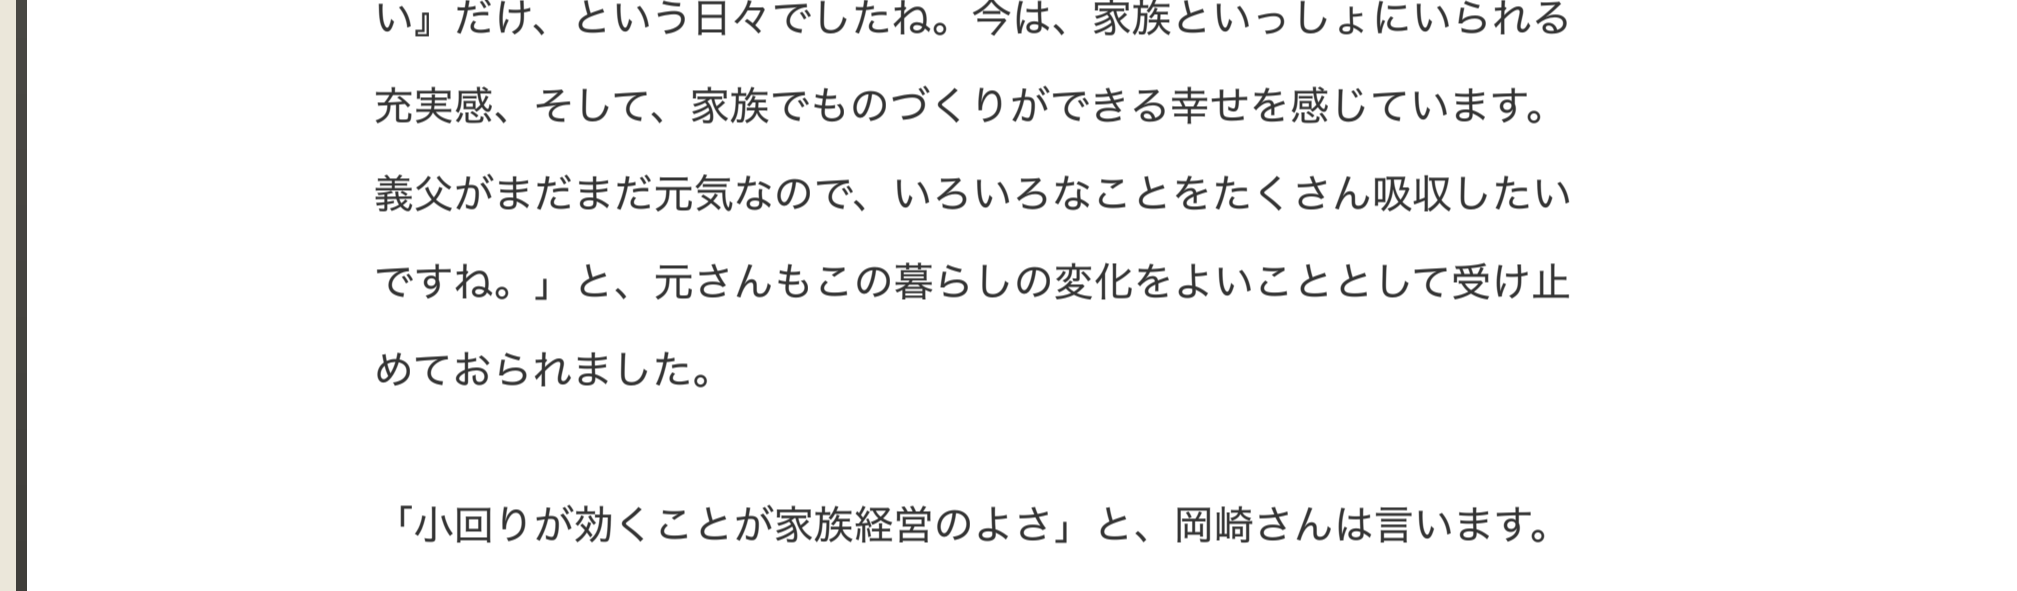 い』だけ、という日々でしたね。今は、家族といっしょにいられる
充実感、そして、家族でものづくりができる幸せを感じています。
義父がまだまだ元気なので、いろいろなことをたくさん吸収したい
ですね。」と、元さんもこの暮らしの変化をよいこととして受け止
めておられました。
「小回りが効くことが家族経営のよさ」と、岡崎さんは言います。